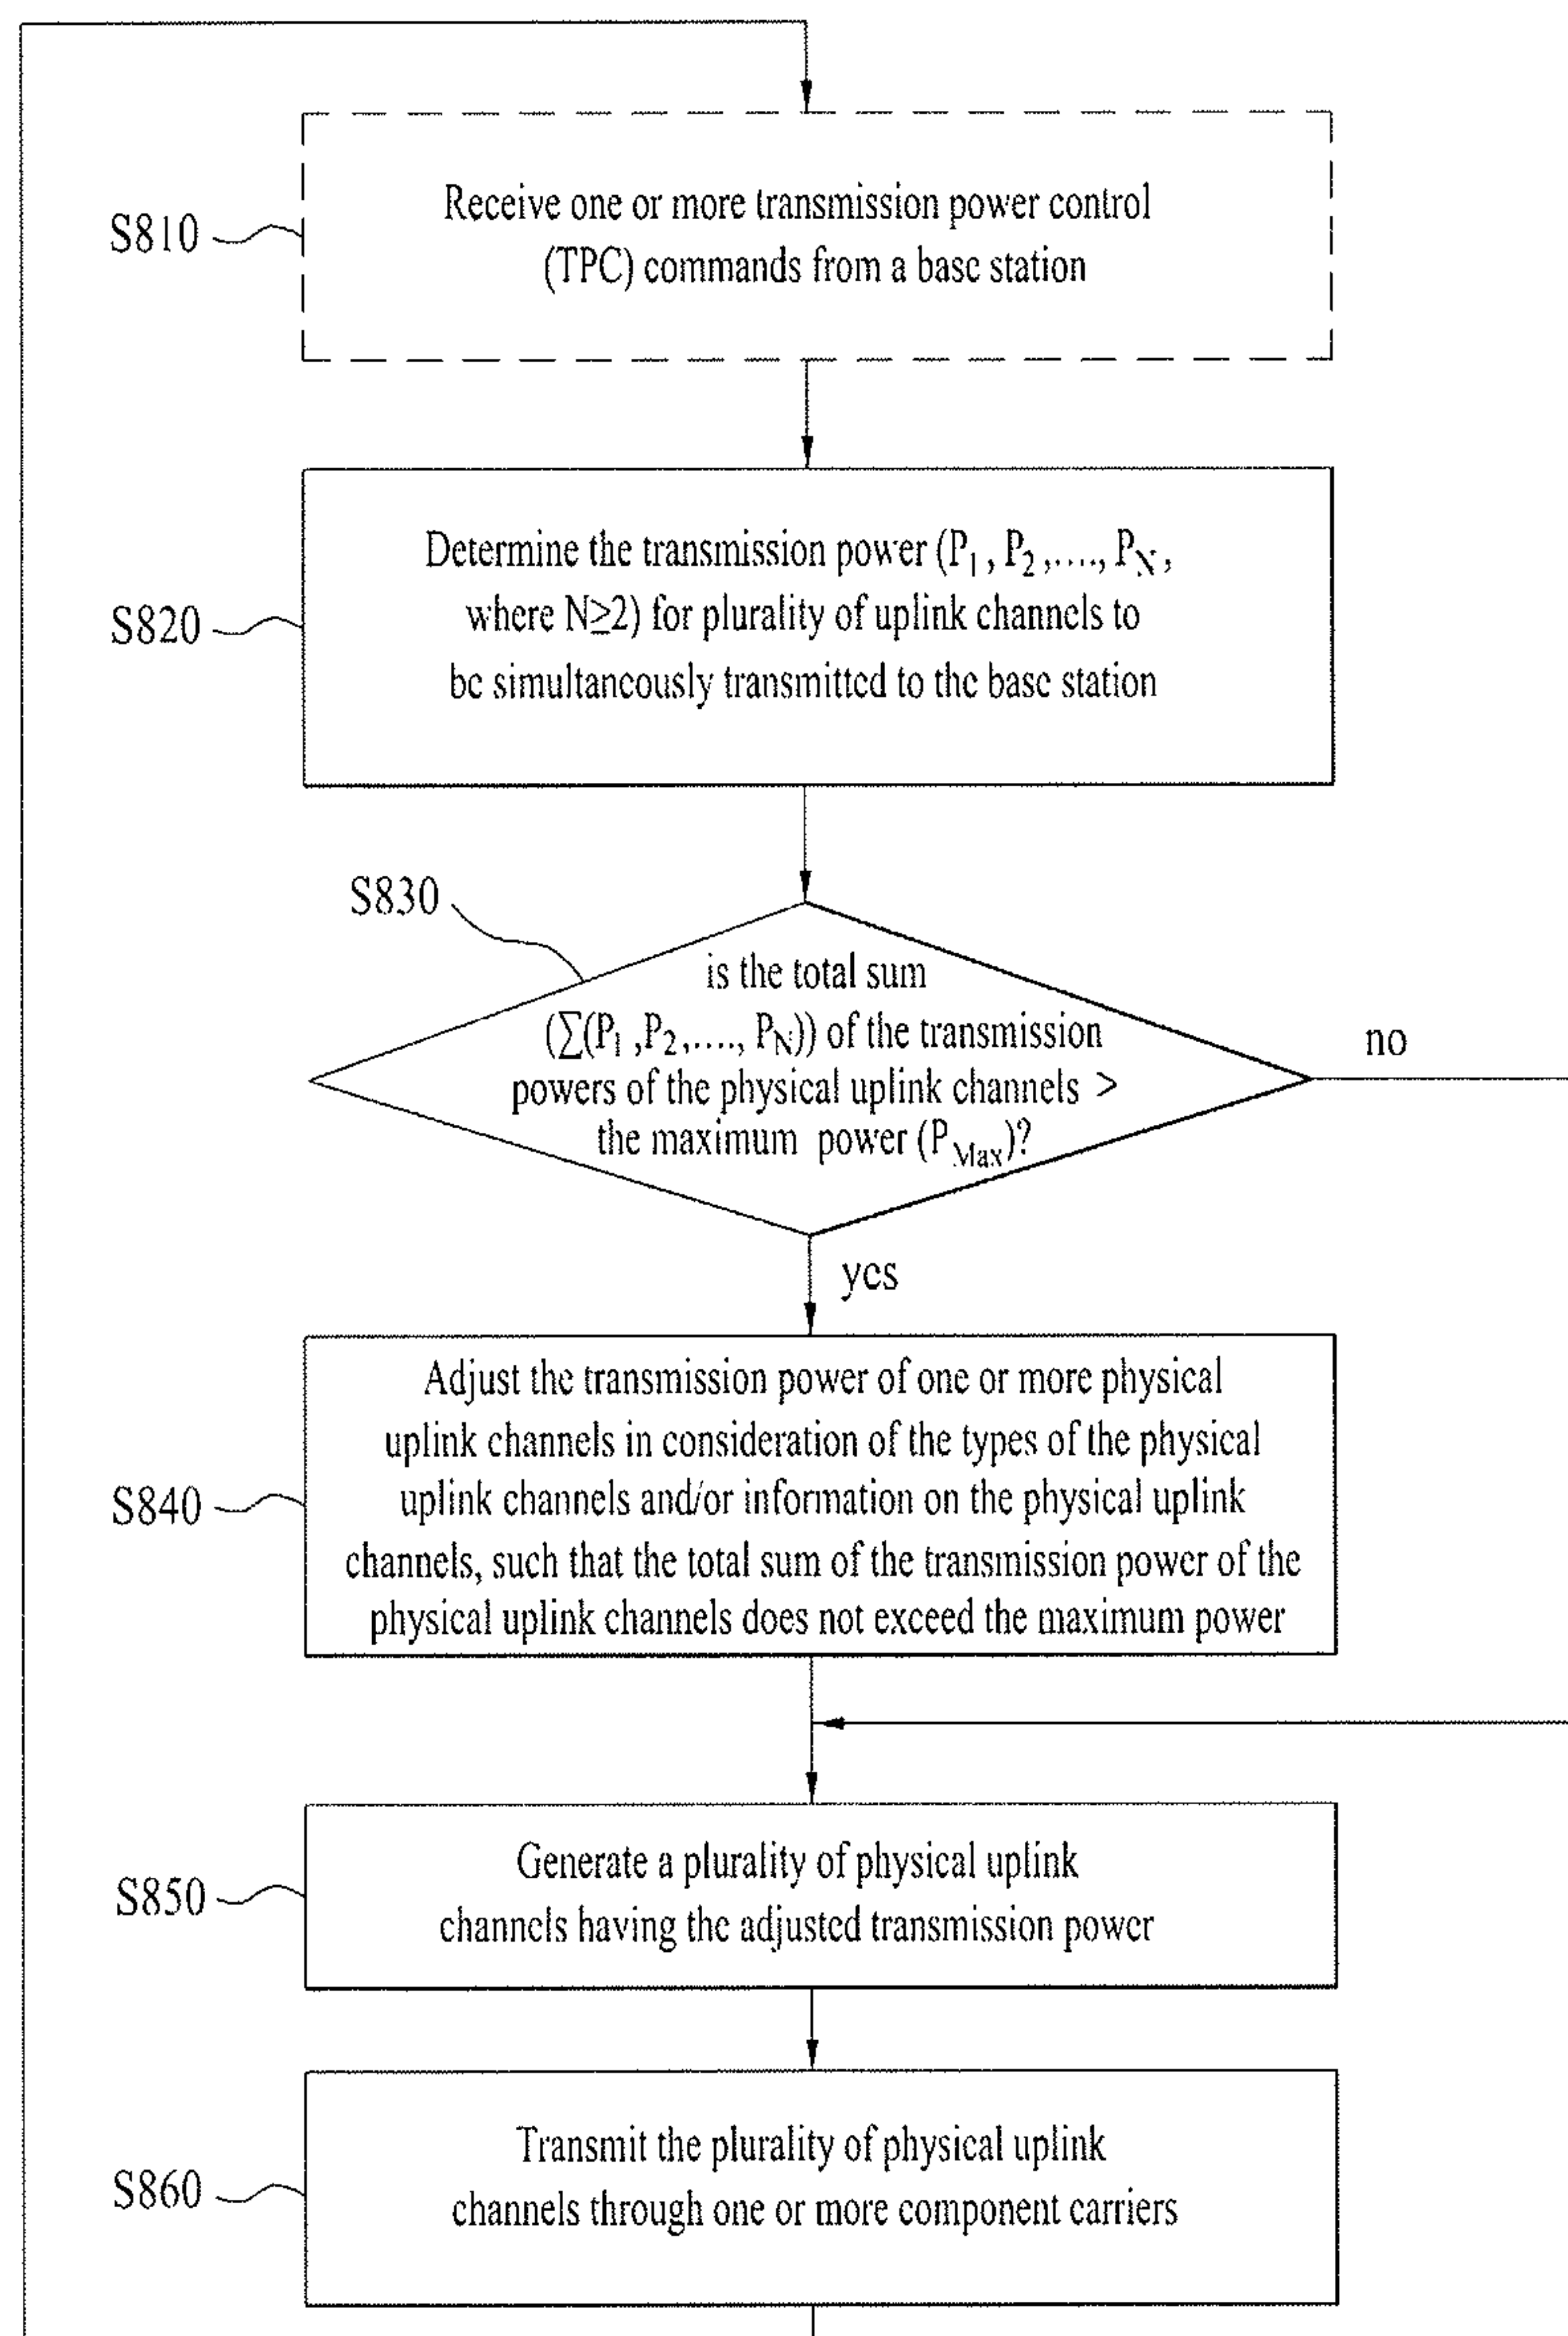 S810
Receive one or more transmission power control
(TPC) commands from a base station
S820
Determine the transmission power (P1, P2,...., PN,
where N≥2) for plurality of uplink channels to
be simultaneously transmitted to the base station
S830
is the total sum
(∑(P1 ,P2,...., PN)) of the transmission
powers of the physical uplink channels >
the maximum power (PMax)?
no
yes
S840
Adjust the transmission power of one or more physical
uplink channels in consideration of the types of the physical
uplink channels and/or information on the physical uplink
channels, such that the total sum of the transmission power of the
physical uplink channels does not exceed the maximum power
S850
Generate a plurality of physical uplink
channels having the adjusted transmission power
S860
Transmit the plurality of physical uplink
channels through one or more component carriers